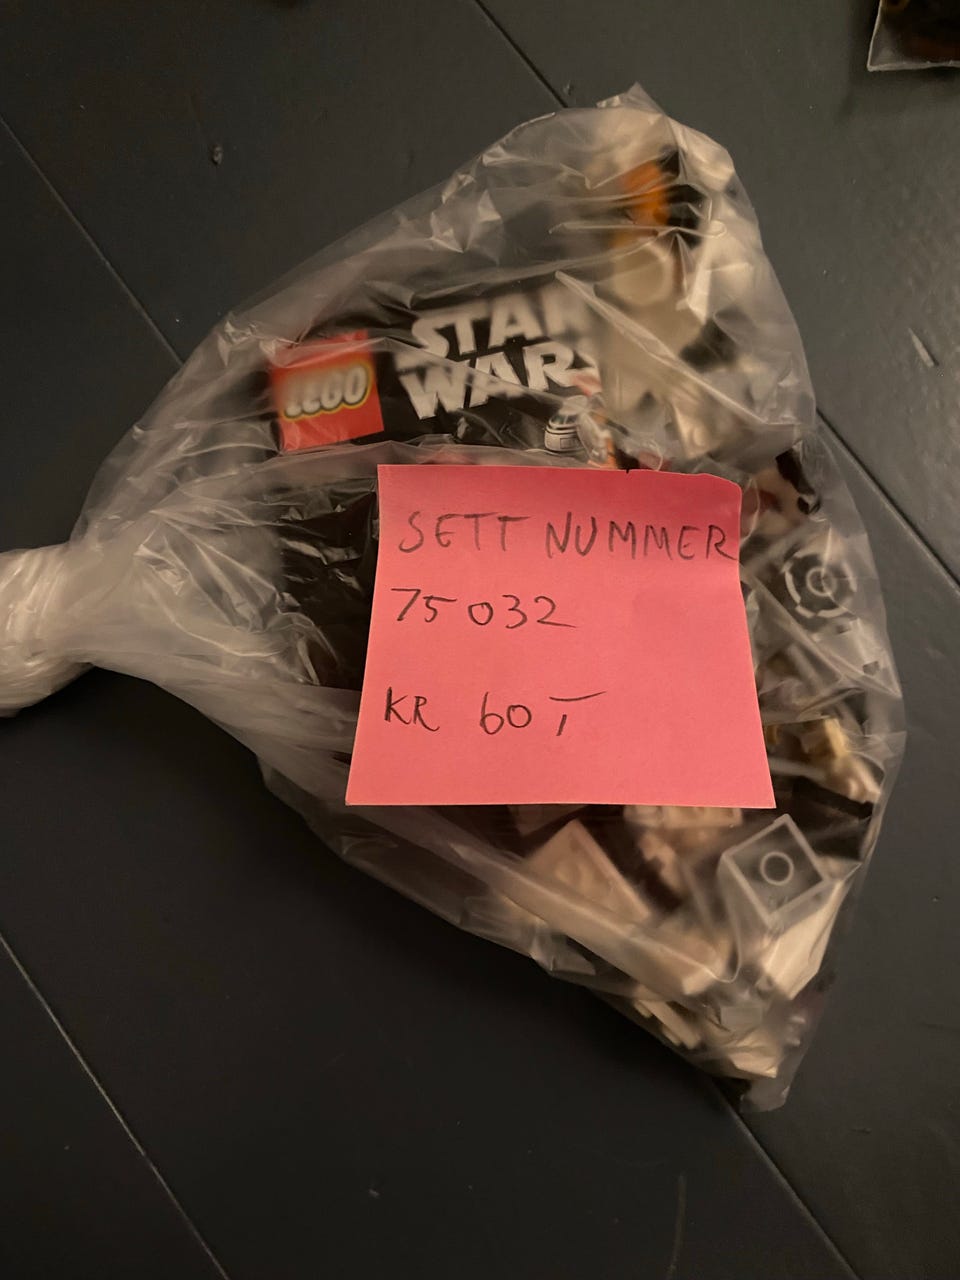 LEGO
STAR
WARS
SETT NUMMER
75032
KR 60,-